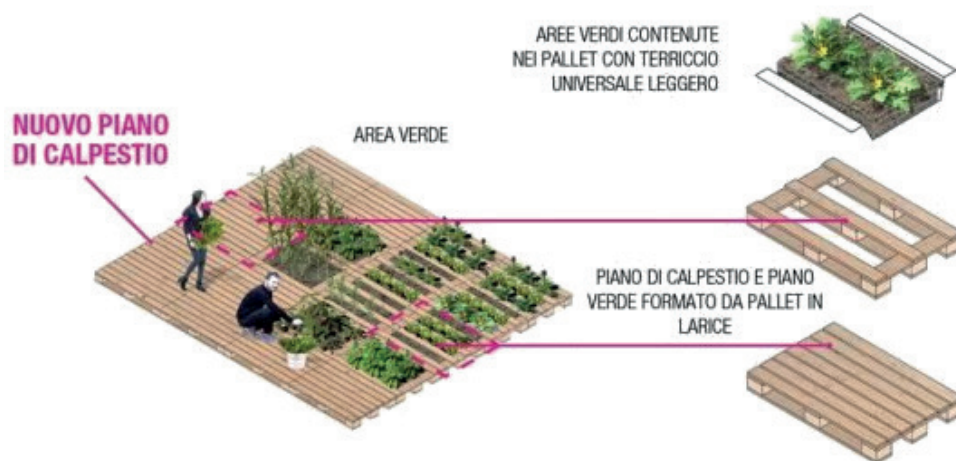 AREE VERDI CONTENUTE
NEI PALLET CON TERRICCIO
UNIVERSALE LEGGERO
NUOVO PIANO
DI CALPESTIO
AREA VERDE
PIANO DI CALPESTIO E PIANO
VERDE FORMATO DA PALLET IN
LARICE